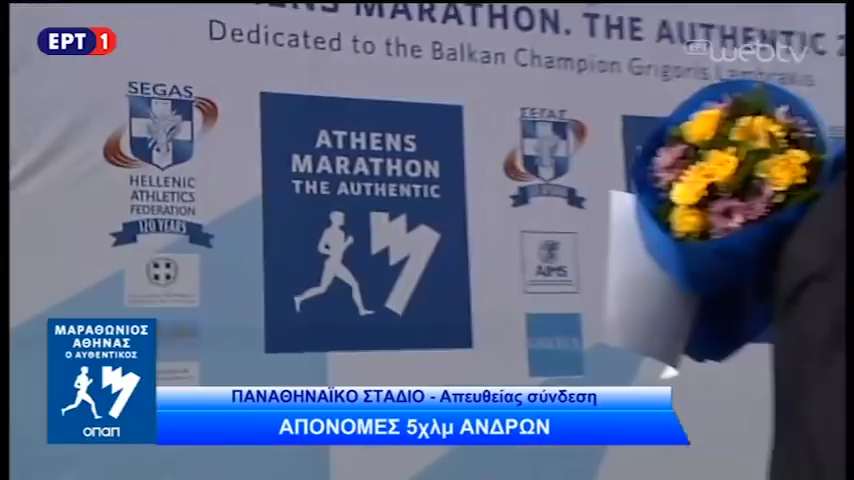 ENS MARATHON. THE AUTHENTIC
Dedicated to the Balkan Champion Grigoris Lambrakis
ΕΡΤ 1
ΕΡΤ webtv
SEGAS
HELLENIC
ATHLETICS
FEDERATION
120 YEARS
ATHENS
MARATHON
THE AUTHENTIC
ΣΕΓΑΣ
AIMS
ΜΑΡΑΘΩΝΙΟΣ
ΑΘΗΝΑΣ
Ο ΑΥΘΕΝΤΙΚΟΣ
οπαπ
ΠΑΝΑΘΗΝΑΪΚΟ ΣΤΑΔΙΟ - Απευθείας σύνδεση
ΑΠΟΝΟΜΕΣ 5χλμ ΑΝΔΡΩΝ